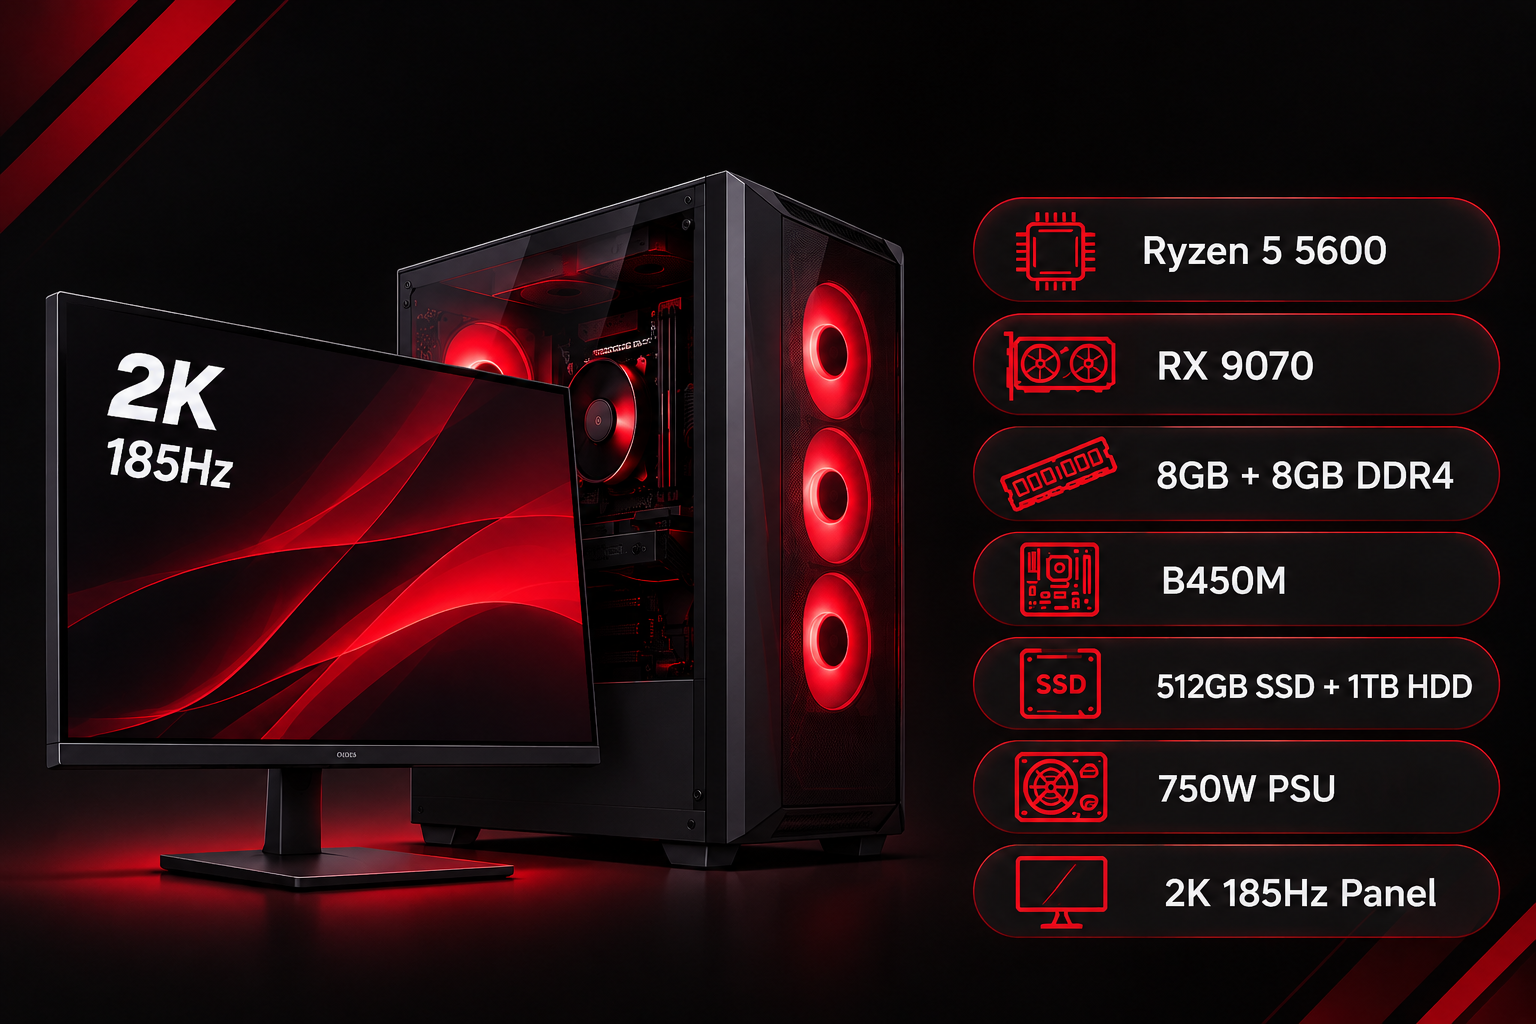 2K
185Hz
Ryzen 5 5600
RX 9070
8GB + 8GB DDR4
B450M
SSD
512GB SSD + 1TB HDD
750W PSU
2K 185Hz Panel